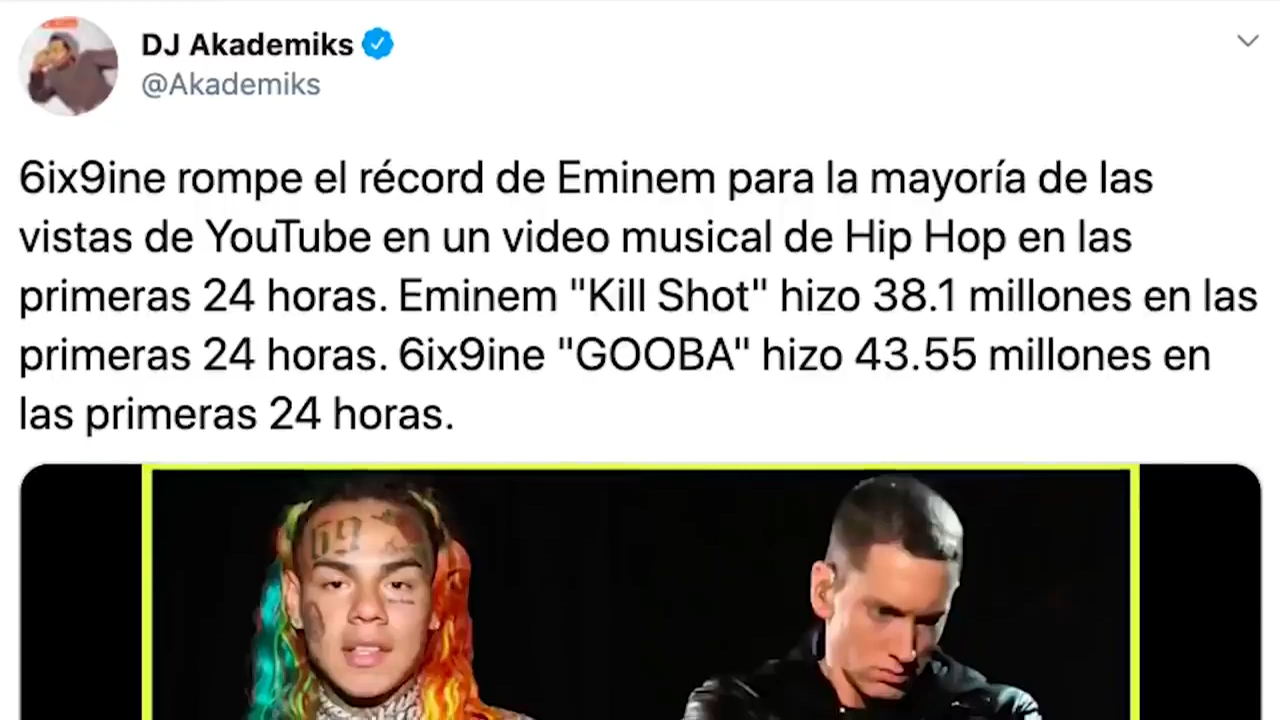 DJ Akademiks
@Akademiks
6ix9ine rompe el récord de Eminem para la mayoría de las
vistas de YouTube en un video musical de Hip Hop en las
primeras 24 horas. Eminem "Kill Shot" hizo 38.1 millones en las
primeras 24 horas. 6ix9ine "GOOBA" hizo 43.55 millones en
las primeras 24 horas.
69